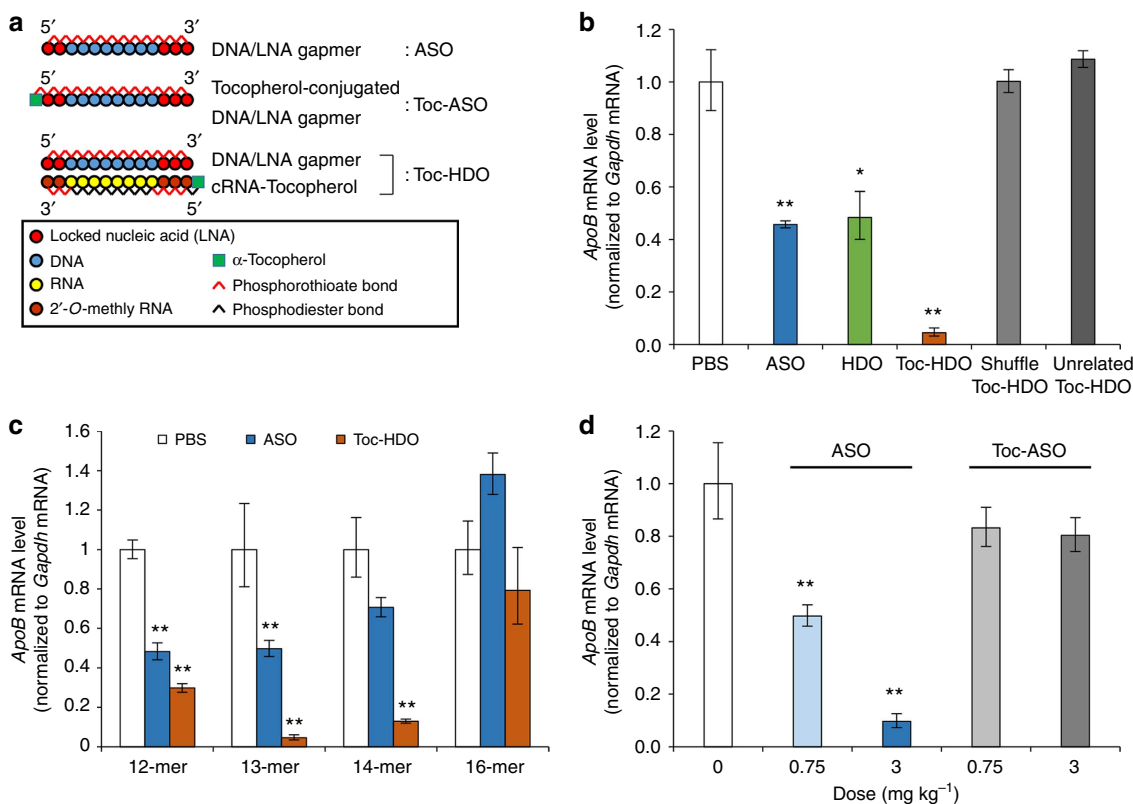 a
5′ 3′
DNA/LNA gapmer : ASO
5′ 3′
Tocopherol-conjugated
DNA/LNA gapmer : Toc-ASO
5′ 3′
DNA/LNA gapmer
cRNA-Tocopherol : Toc-HDO
3′ 5′
Locked nucleic acid (LNA)
DNA α-Tocopherol
RNA Phosphorothioate bond
2′-O-methly RNA Phosphodiester bond
b
ApoB mRNA level
(normalized to Gapdh mRNA)
1.2
1.0
0.8
0.6
0.4
0.2
0.0
**
*
**
PBS ASO HDO Toc-HDO Shuffle Unrelated
Toc-HDO Toc-HDO
c
ApoB mRNA level
(normalized to Gapdh mRNA)
1.6
1.4
1.2
1
0.8
0.6
0.4
0.2
0
PBS ASO Toc-HDO
**
**
**
**
**
12-mer 13-mer 14-mer 16-mer
d
ApoB mRNA level
(normalized to Gapdh mRNA)
1.2
1.0
0.8
0.6
0.4
0.2
0.0
ASO Toc-ASO
**
**
0 0.75 3 0.75 3
Dose (mg kg⁻¹)